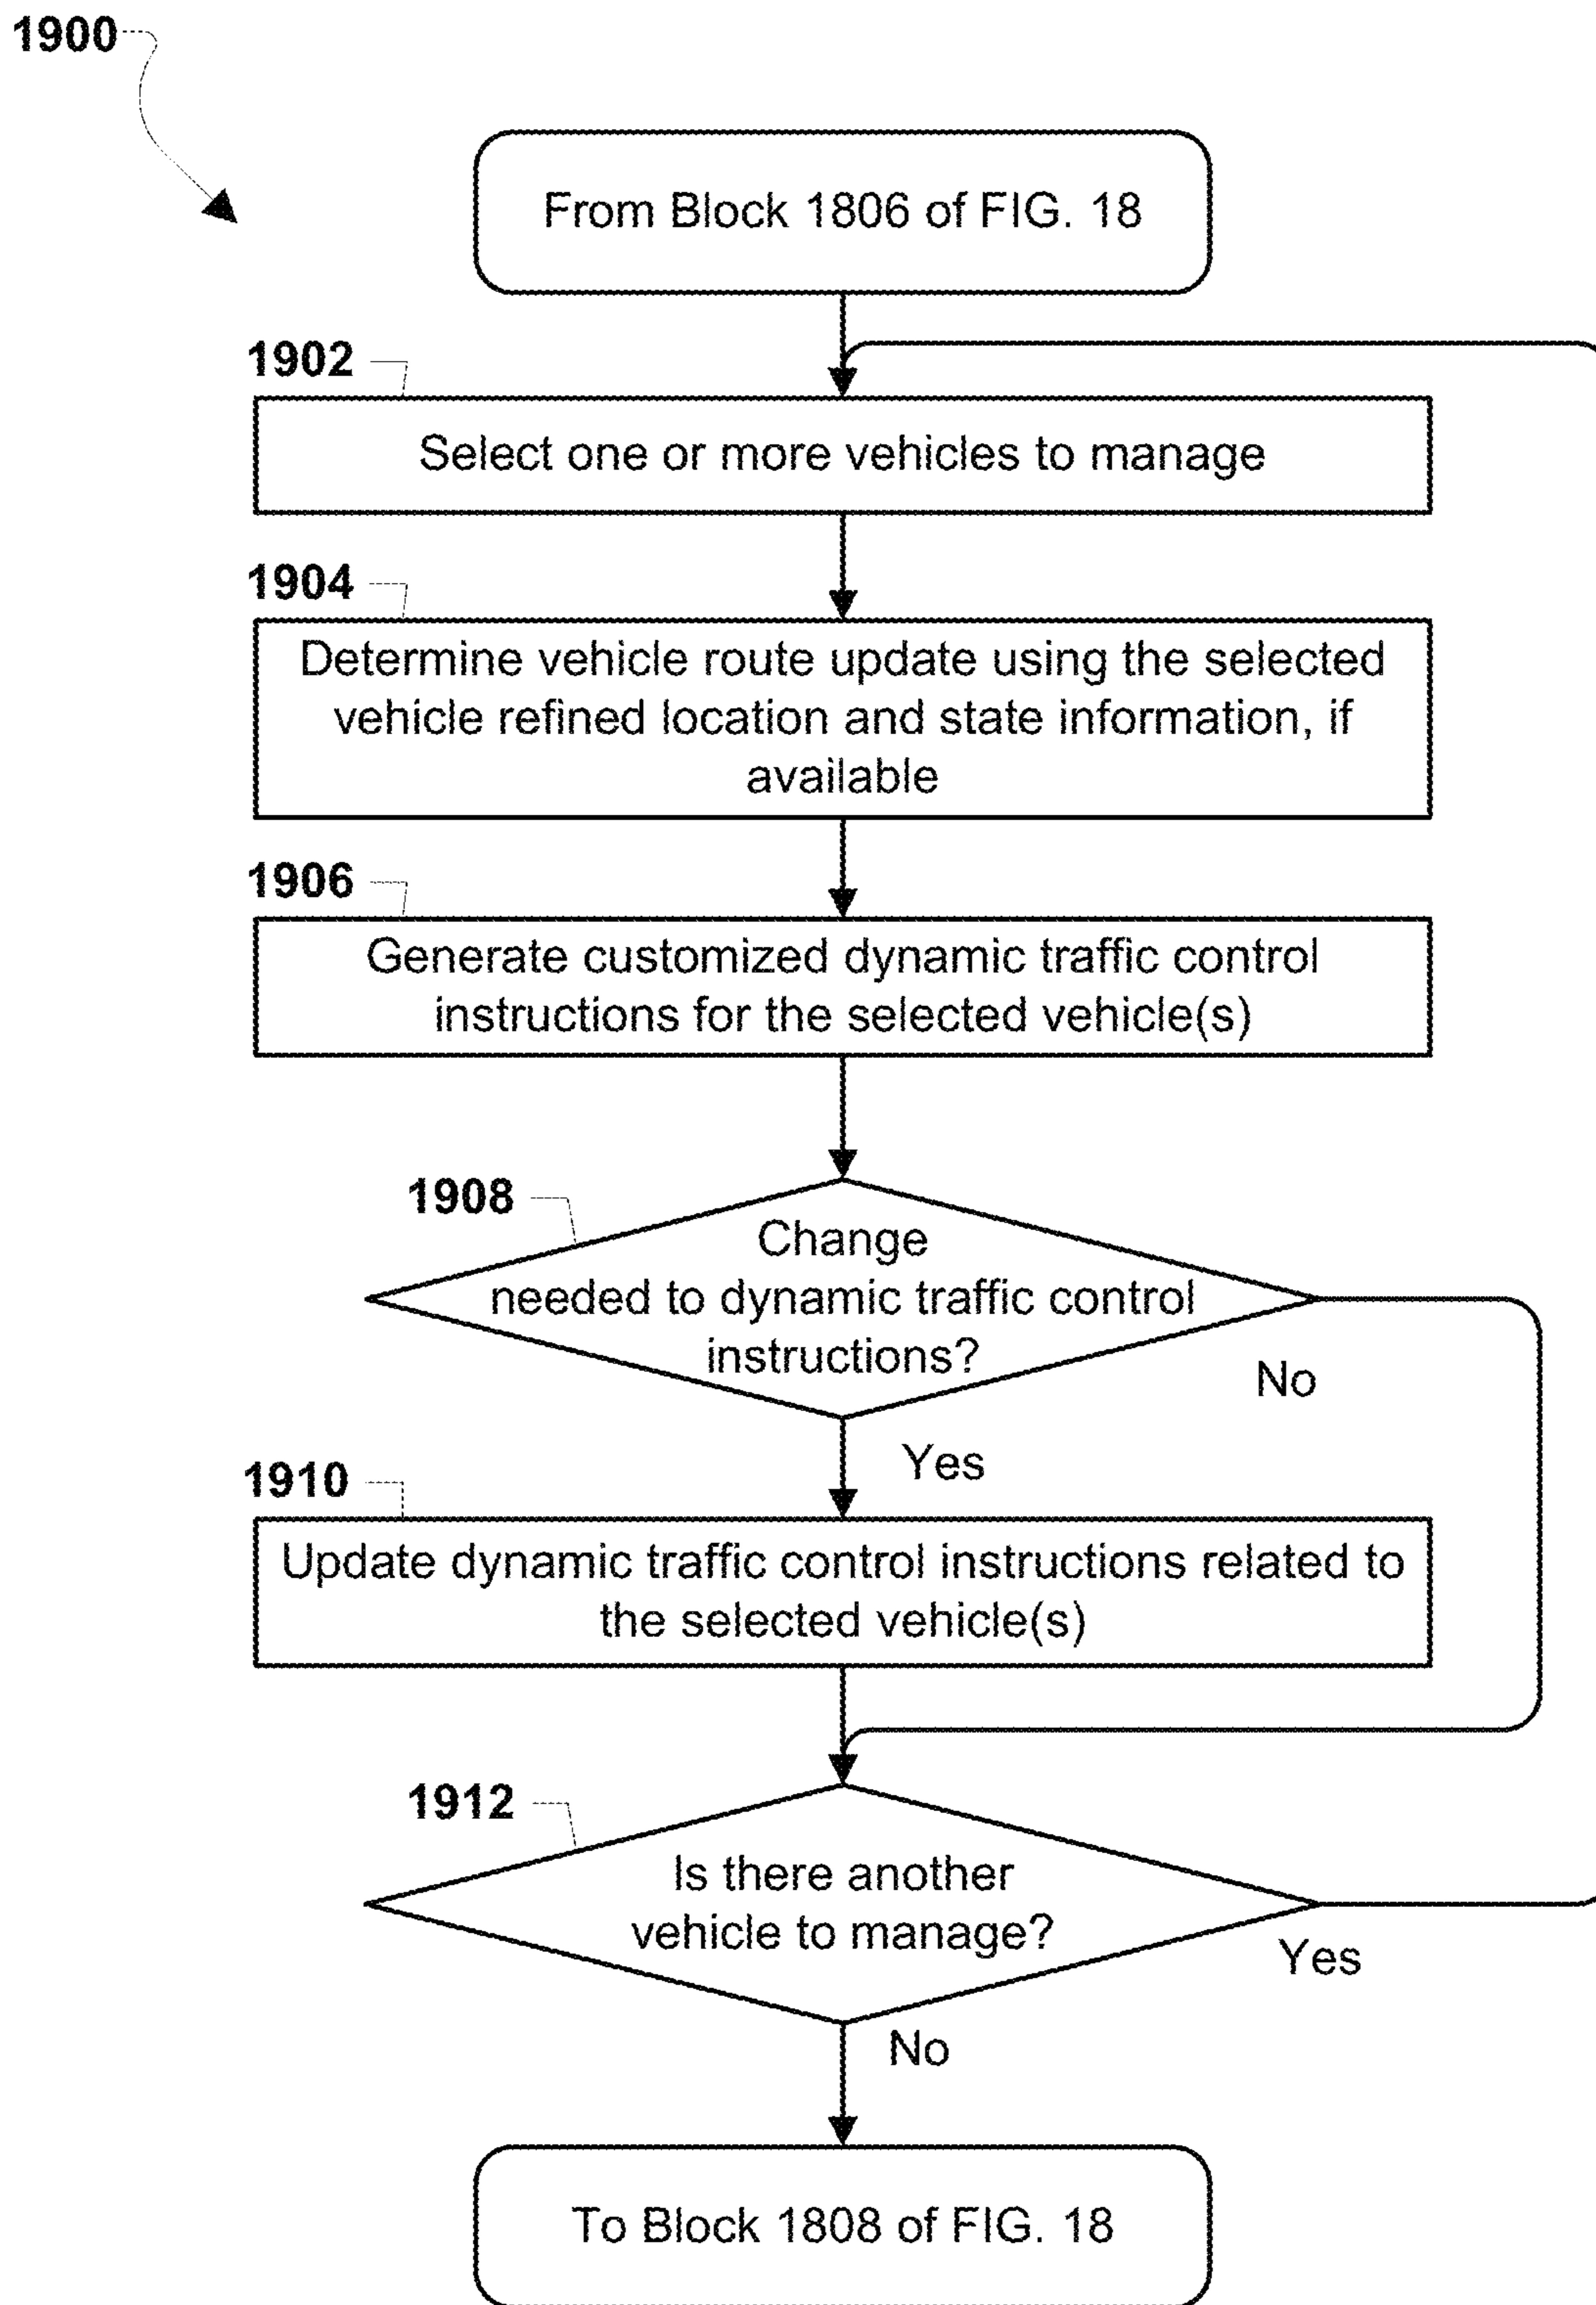 1900
From Block 1806 of FIG. 18
1902
Select one or more vehicles to manage
1904
Determine vehicle route update using the selected
vehicle refined location and state information, if
available
1906
Generate customized dynamic traffic control
instructions for the selected vehicle(s)
1908
Change
needed to dynamic traffic control
instructions?
No
Yes
1910
Update dynamic traffic control instructions related to
the selected vehicle(s)
1912
Is there another
vehicle to manage?
Yes
No
To Block 1808 of FIG. 18